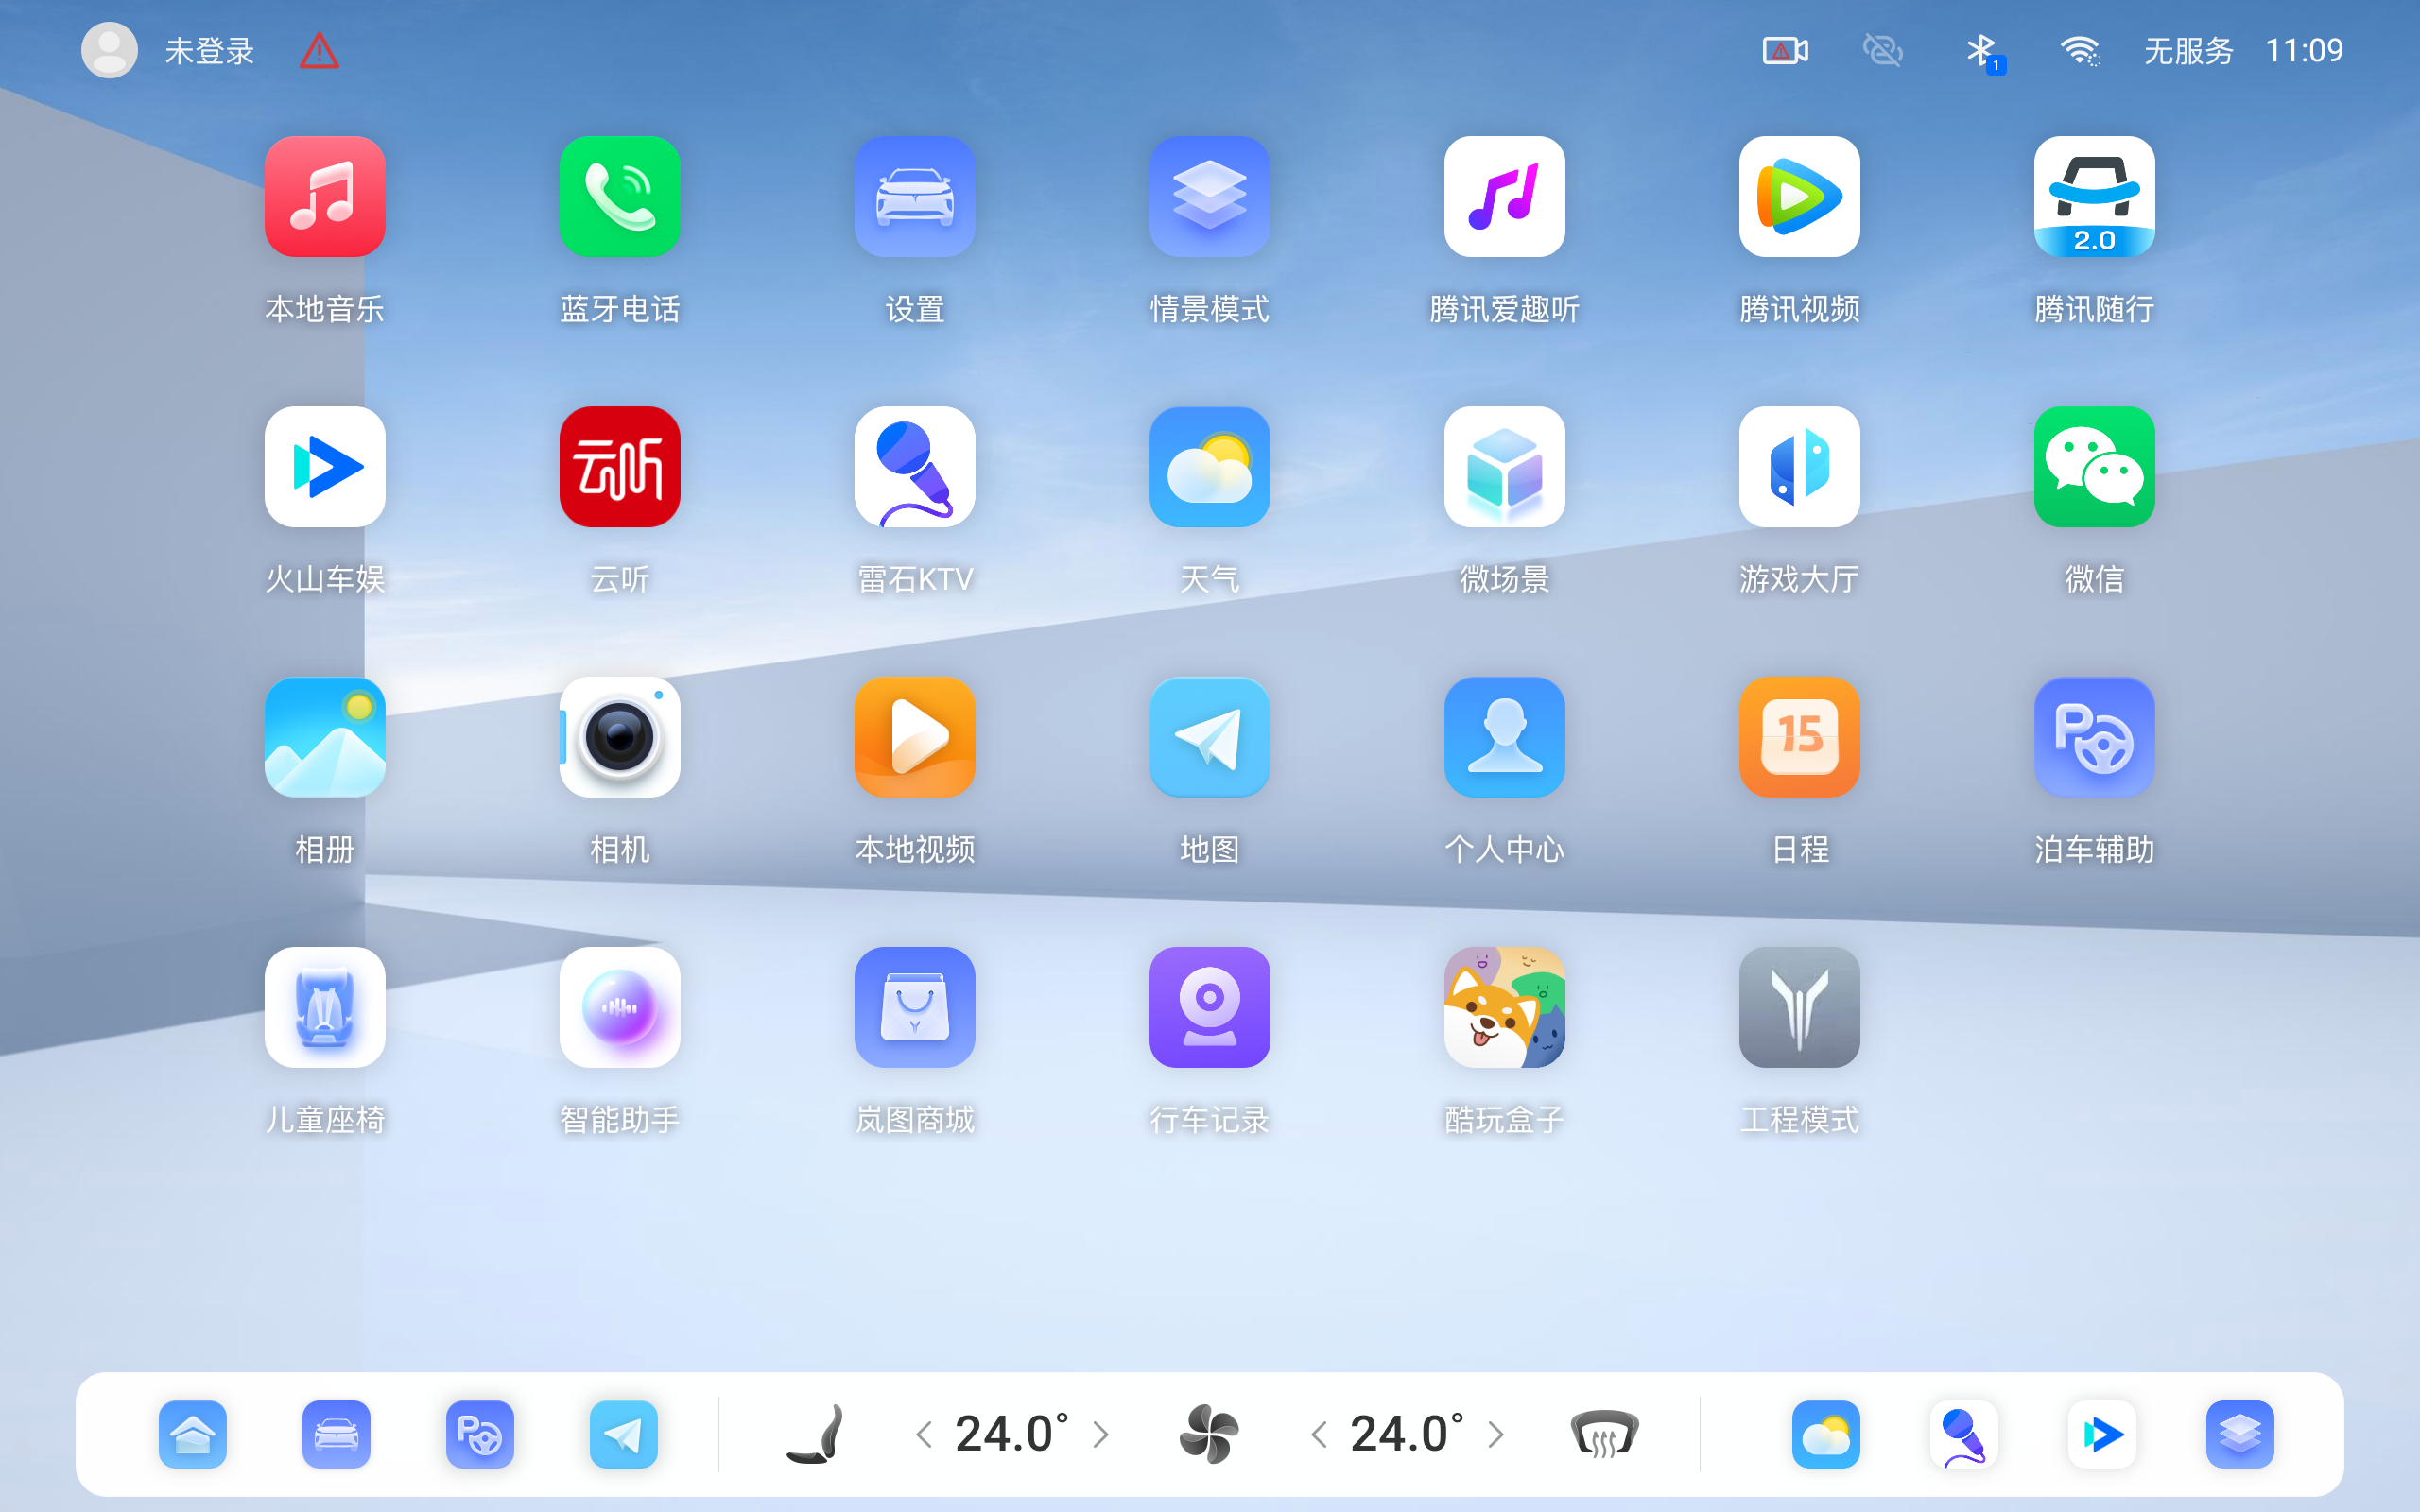 未登录
1
无服务 11:09
2.0
本地音乐 蓝牙电话 设置 情景模式 腾讯爱趣听 腾讯视频 腾讯随行
云听
火山车娱 云听 雷石KTV 天气 微场景 游戏大厅 微信
15
P
相册 相机 本地视频 地图 个人中心 日程 泊车辅助
儿童座椅 智能助手 岚图商城 行车记录 酷玩盒子 工程模式
P 24.0° 24.0°